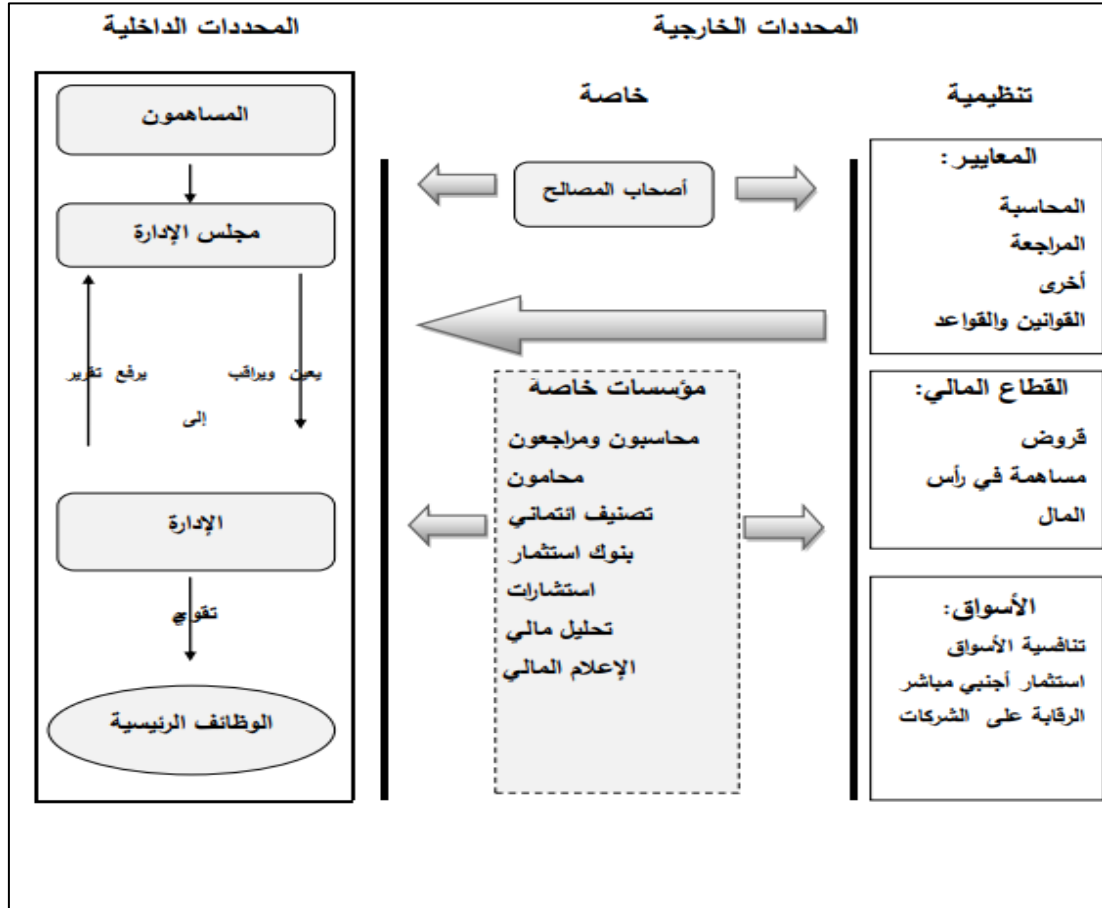 المحددات الخارجية
المحددات الداخلية
تنظيمية
المعايير:
المحاسبة
المراجعة
أخرى
القوانين والقواعد
القطاع المالي:
قروض
مساهمة في رأس
المال
الأسواق:
تنافسية الأسواق
استثمار أجنبي مباشر
الرقابة على الشركات
خاصة
أصحاب المصالح
مؤسسات خاصة
محاسبون ومراجعون
محامون
تصنيف ائتماني
بنوك استثمار
استشارات
تحليل مالي
الإعلام المالي
المساهمون
مجلس الإدارة
يعين ويراقب
يرفع تقرير
إلى
الإدارة
الوظائف الرئيسية